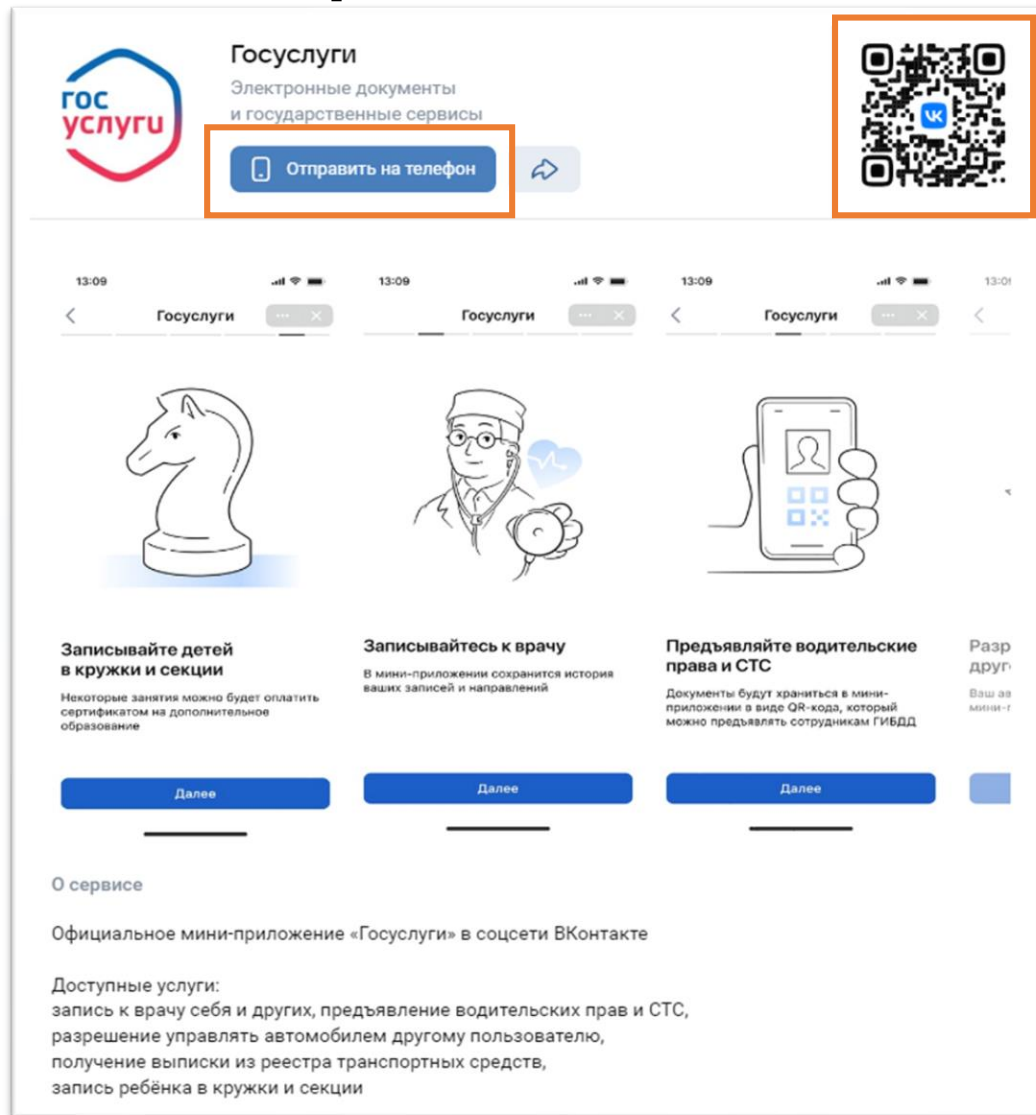 Госуслуги
Электронные документы
и государственные сервисы
гос
услуги
Отправить на телефон
13:09
Госуслуги
13:09
Госуслуги
13:09
Госуслуги
Записывайте детей
в кружки и секции
Некоторые занятия можно будет оплатить
сертификатом на дополнительное
образование
Далее
Записывайтесь к врачу
В мини-приложении сохранится история
ваших записей и направлений
Далее
Предъявляйте водительские
права и СТС
Документы будут храниться в мини-
приложении в виде QR-кода, который
можно предъявлять сотрудникам ГИБДД
Далее
О сервисе
Официальное мини-приложение «Госуслуги» в соцсети ВКонтакте
Доступные услуги:
запись к врачу себя и других, предъявление водительских прав и СТС,
разрешение управлять автомобилем другому пользователю,
получение выписки из реестра транспортных средств,
запись ребёнка в кружки и секции